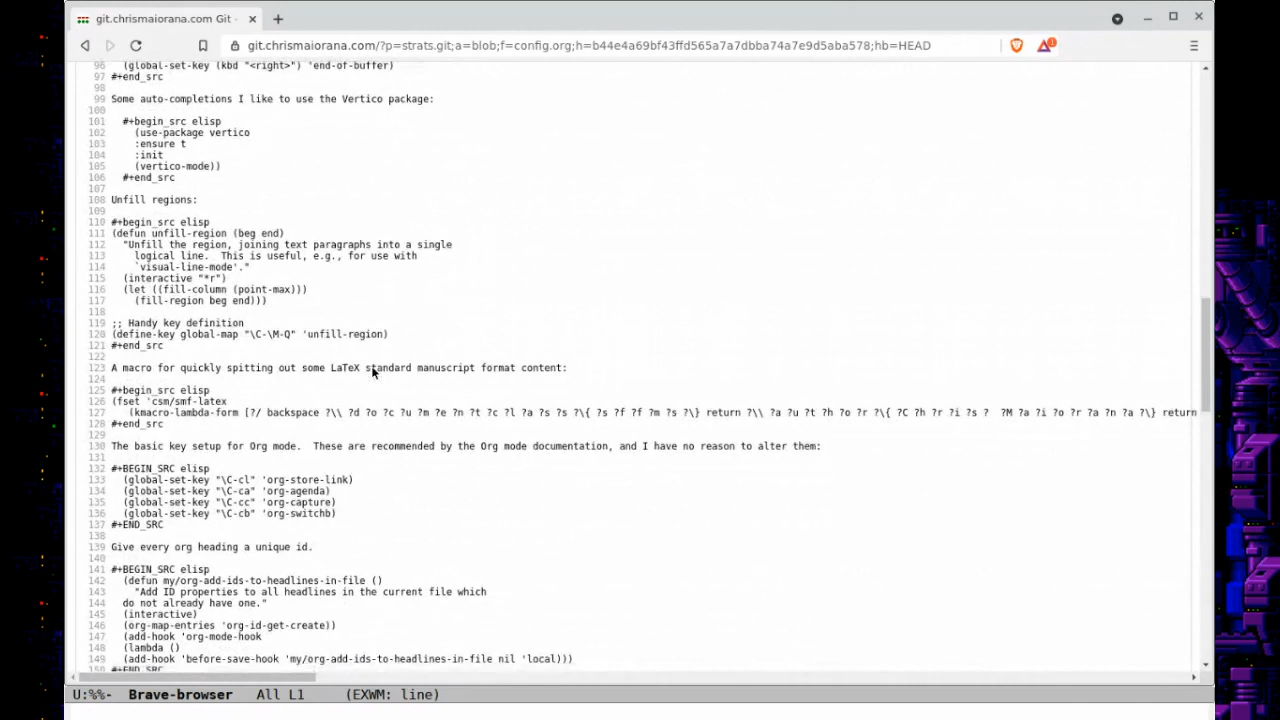 git.chrismaiorana.com Git -
git.chrismaiorana.com/?p=strats.git;a=blob;f=config.org;h=b44e4a69bf43ffd565a7a7dbba74a7e9d5aba578;hb=HEAD
1
96 (global-set-key (kbd "<right>") 'end-of-buffer)
97 #+end_src
98
99 Some auto-completions I like to use the Vertico package:
100
101 #+begin_src elisp
102 (use-package vertico
103 :ensure t
104 :init
105 (vertico-mode))
106 #+end_src
107
108 Unfill regions:
109
110 #+begin_src elisp
111 (defun unfill-region (beg end)
112 "Unfill the region, joining text paragraphs into a single
113 logical line.  This is useful, e.g., for use with
114 `visual-line-mode'."
115 (interactive "*r")
116 (let ((fill-column (point-max)))
117 (fill-region beg end)))
118
119 ;; Handy key definition
120 (define-key global-map "\C-\M-Q" 'unfill-region)
121 #+end_src
122
123 A macro for quickly spitting out some LaTeX standard manuscript format content:
124
125 #+begin_src elisp
126 (fset 'csm/smf-latex
127 (kmacro-lambda-form [?/ backspace ?\\ ?d ?o ?c ?u ?m ?e ?n ?t ?c ?l ?a ?s ?s ?\{ ?s ?f ?f ?m ?s ?\} return ?\\ ?a ?u ?t ?h ?o ?r ?\{ ?C ?h ?r ?i ?s ?  ?M ?a ?i ?o ?r ?a ?n ?a ?\} return
128 #+end_src
129
130 The basic key setup for Org mode.  These are recommended by the Org mode documentation, and I have no reason to alter them:
131
132 #+BEGIN_SRC elisp
133 (global-set-key "\C-cl" 'org-store-link)
134 (global-set-key "\C-ca" 'org-agenda)
135 (global-set-key "\C-cc" 'org-capture)
136 (global-set-key "\C-cb" 'org-switchb)
137 #+END_SRC
138
139 Give every org heading a unique id.
140
141 #+BEGIN_SRC elisp
142 (defun my/org-add-ids-to-headlines-in-file ()
143 "Add ID properties to all headlines in the current file which
144 do not already have one."
145 (interactive)
146 (org-map-entries 'org-id-get-create))
147 (add-hook 'org-mode-hook
148 (lambda ()
149 (add-hook 'before-save-hook 'my/org-add-ids-to-headlines-in-file nil 'local)))
150 #+END_SRC
U:%%- Brave-browser All L1 (EXWM: line)